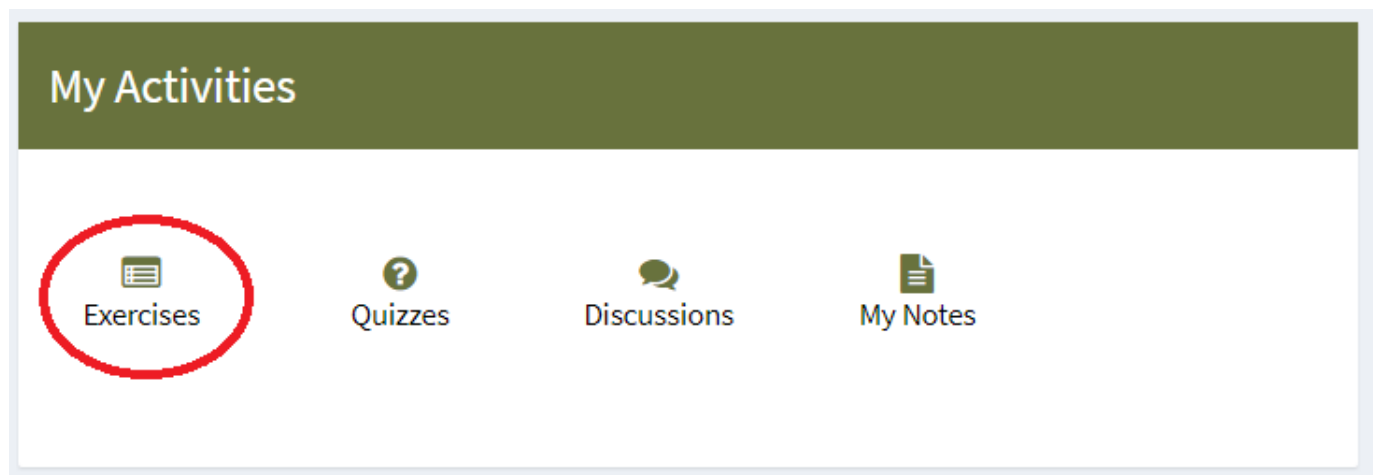 My Activities
Exercises
Quizzes
Discussions
My Notes